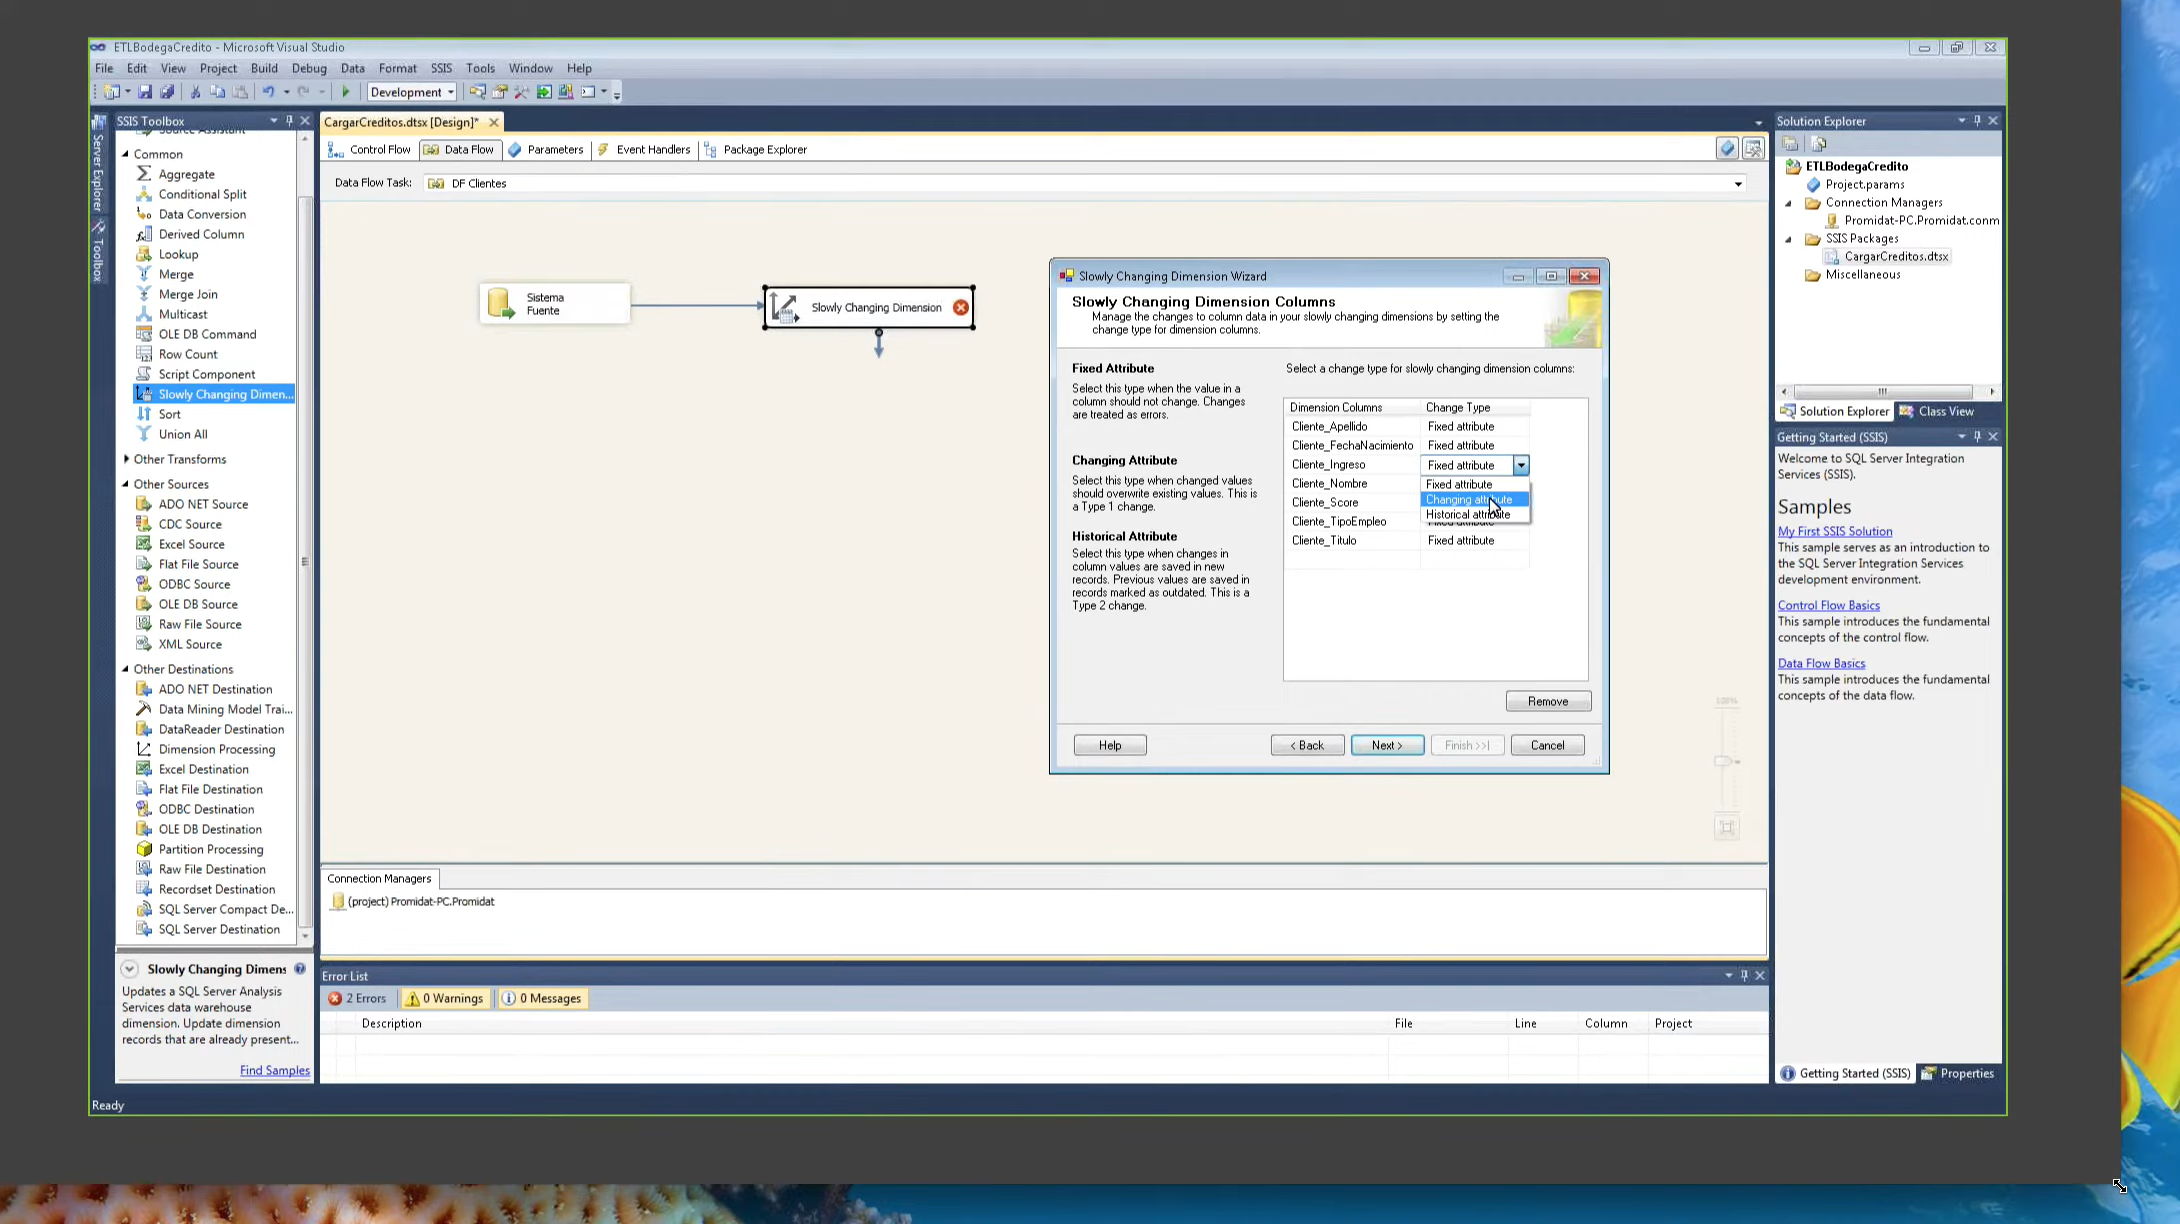 ETLBodegaCredito - Microsoft Visual Studio
File Edit View Project Build Debug Data Format SSIS Tools Window Help
Development
Server Explorer
Toolbox
SSIS Toolbox
Source Assistant
Common
Aggregate
Conditional Split
Data Conversion
Derived Column
Lookup
Merge
Merge Join
Multicast
OLE DB Command
Row Count
Script Component
Slowly Changing Dimen...
Sort
Union All
Other Transforms
Other Sources
ADO NET Source
CDC Source
Excel Source
Flat File Source
ODBC Source
OLE DB Source
Raw File Source
XML Source
Other Destinations
ADO NET Destination
Data Mining Model Trai...
DataReader Destination
Dimension Processing
Excel Destination
Flat File Destination
ODBC Destination
OLE DB Destination
Partition Processing
Raw File Destination
Recordset Destination
SQL Server Compact De...
SQL Server Destination
Slowly Changing Dimens
Updates a SQL Server Analysis
Services data warehouse
dimension. Update dimension
records that are already present...
Find Samples
CargarCreditos.dtsx [Design]*
Control Flow Data Flow Parameters Event Handlers Package Explorer
Data Flow Task: DF Clientes
Sistema
Fuente
Slowly Changing Dimension
Slowly Changing Dimension Wizard
Slowly Changing Dimension Columns
Manage the changes to column data in your slowly changing dimensions by setting the
change type for dimension columns.
Fixed Attribute
Select this type when the value in a
column should not change. Changes
are treated as errors.
Changing Attribute
Select this type when changed values
should overwrite existing values. This is
a Type 1 change.
Historical Attribute
Select this type when changes in
column values are saved in new
records. Previous values are saved in
records marked as outdated. This is a
Type 2 change.
Select a change type for slowly changing dimension columns:
Dimension Columns Change Type
Cliente_Apellido Fixed attribute
Cliente_FechaNacimiento Fixed attribute
Cliente_Ingreso Fixed attribute
Cliente_Nombre Fixed attribute
Changing attribute
Cliente_Score
Historical attribute
Cliente_TipoEmpleo Fixed attribute
Cliente_Titulo Fixed attribute
Remove
Help < Back Next > Finish >>| Cancel
100%
Connection Managers
(project) Promidat-PC.Promidat
Error List
2 Errors 0 Warnings 0 Messages
Description File Line Column Project
Solution Explorer
ETLBodegaCredito
Project.params
Connection Managers
Promidat-PC.Promidat.conm
SSIS Packages
CargarCreditos.dtsx
Miscellaneous
Solution Explorer Class View
Getting Started (SSIS)
Welcome to SQL Server Integration
Services (SSIS).
Samples
My First SSIS Solution
This sample serves as an introduction to
the SQL Server Integration Services
development environment.
Control Flow Basics
This sample introduces the fundamental
concepts of the control flow.
Data Flow Basics
This sample introduces the fundamental
concepts of the data flow.
Getting Started (SSIS) Properties
Ready